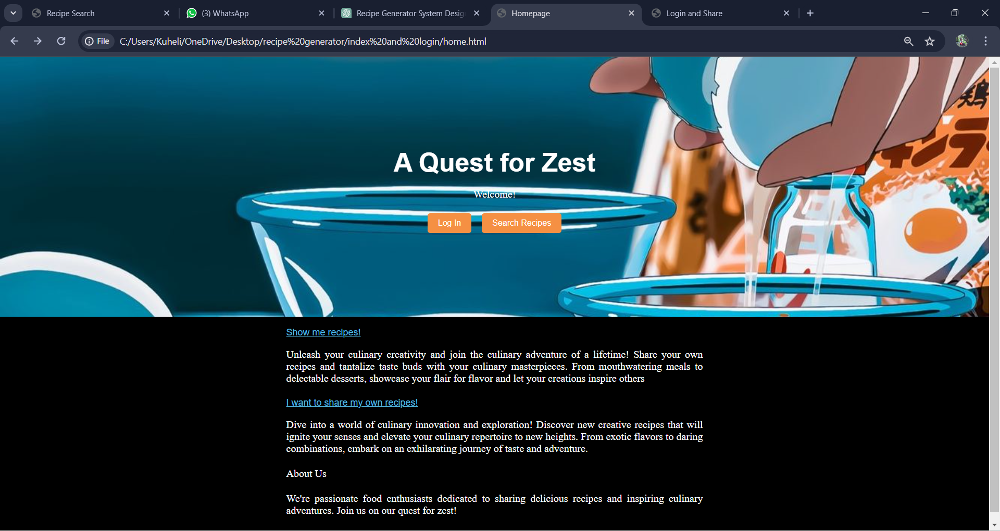 Recipe Search
(3) WhatsApp
Recipe Generator System Desig
Homepage
Login and Share
File
C:/Users/Kuheli/OneDrive/Desktop/recipe%20generator/index%20and%20login/home.html
鶏
A Quest for Zest
Welcome!
Log In
Search Recipes
Show me recipes!
Unleash your culinary creativity and join the culinary adventure of a lifetime! Share your own
recipes and tantalize taste buds with your culinary masterpieces. From mouthwatering meals to
delectable desserts, showcase your flair for flavor and let your creations inspire others
I want to share my own recipes!
Dive into a world of culinary innovation and exploration! Discover new creative recipes that will
ignite your senses and elevate your culinary repertoire to new heights. From exotic flavors to daring
combinations, embark on an exhilarating journey of taste and adventure.
About Us
We're passionate food enthusiasts dedicated to sharing delicious recipes and inspiring culinary
adventures. Join us on our quest for zest!